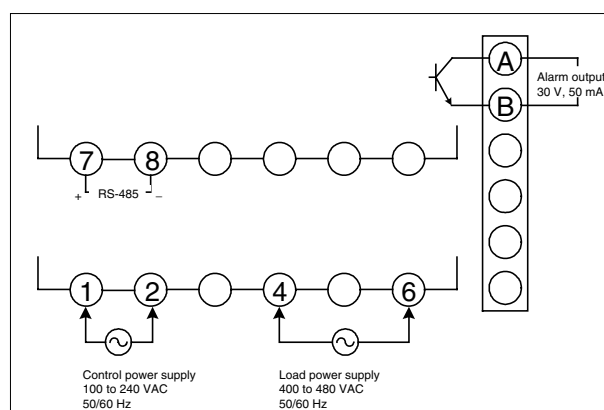 A
Alarm output
30 V, 50 mA
B
7 8
+ RS-485 −
1 2 4 6
Control power supply
100 to 240 VAC
50/60 Hz
Load power supply
400 to 480 VAC
50/60 Hz